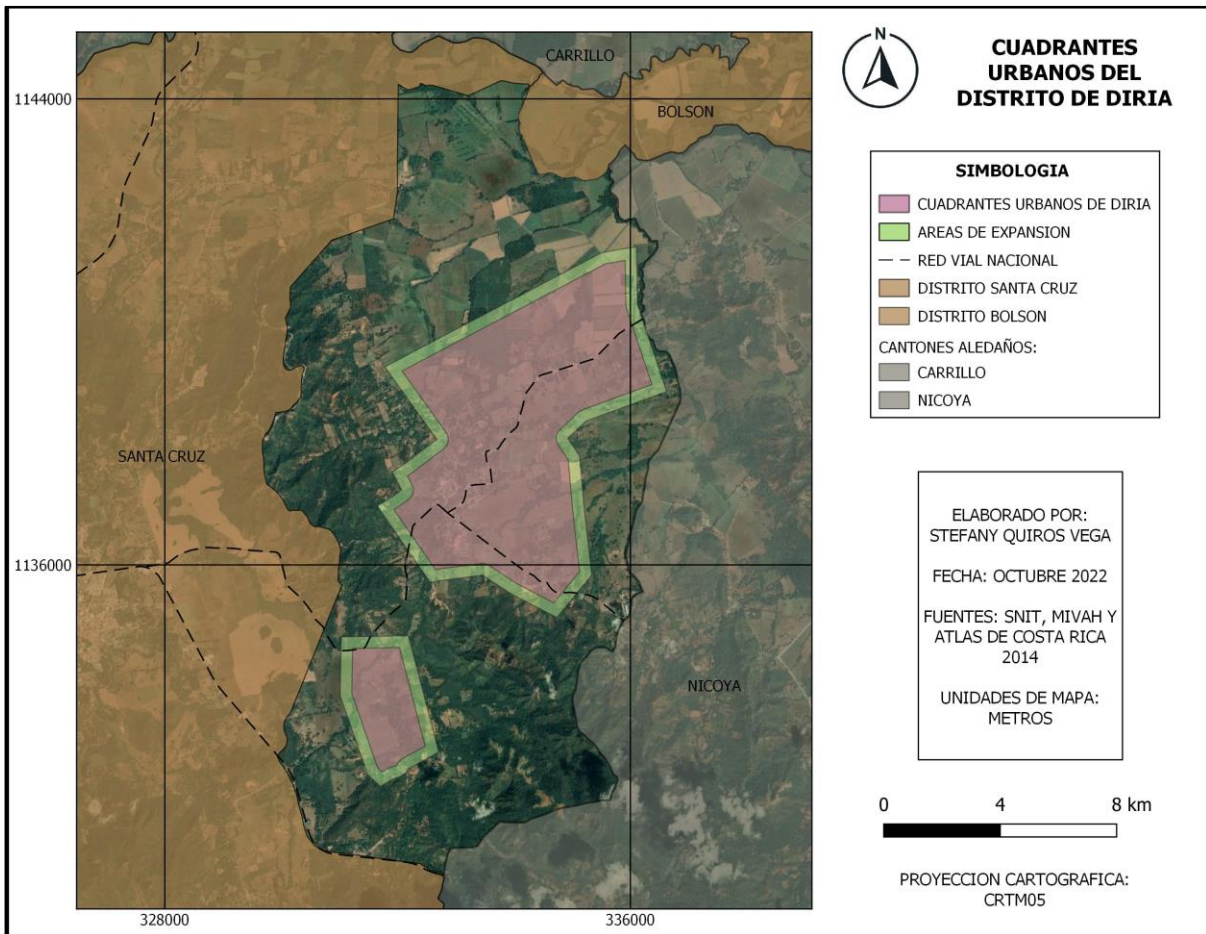 CARRILLO
1144000
BOLSON
SANTA CRUZ
1136000
NICOYA
328000
336000
N
CUADRANTES
URBANOS DEL
DISTRITO DE DIRIA
SIMBOLOGIA
CUADRANTES URBANOS DE DIRIA
AREAS DE EXPANSION
RED VIAL NACIONAL
DISTRITO SANTA CRUZ
DISTRITO BOLSON
CANTONES ALEDAÑOS:
CARRILLO
NICOYA
ELABORADO POR:
STEFANY QUIROS VEGA
FECHA: OCTUBRE 2022
FUENTES: SNIT, MIVAH Y
ATLAS DE COSTA RICA
2014
UNIDADES DE MAPA:
METROS
0 4 8 km
PROYECCION CARTOGRAFICA:
CRTM05